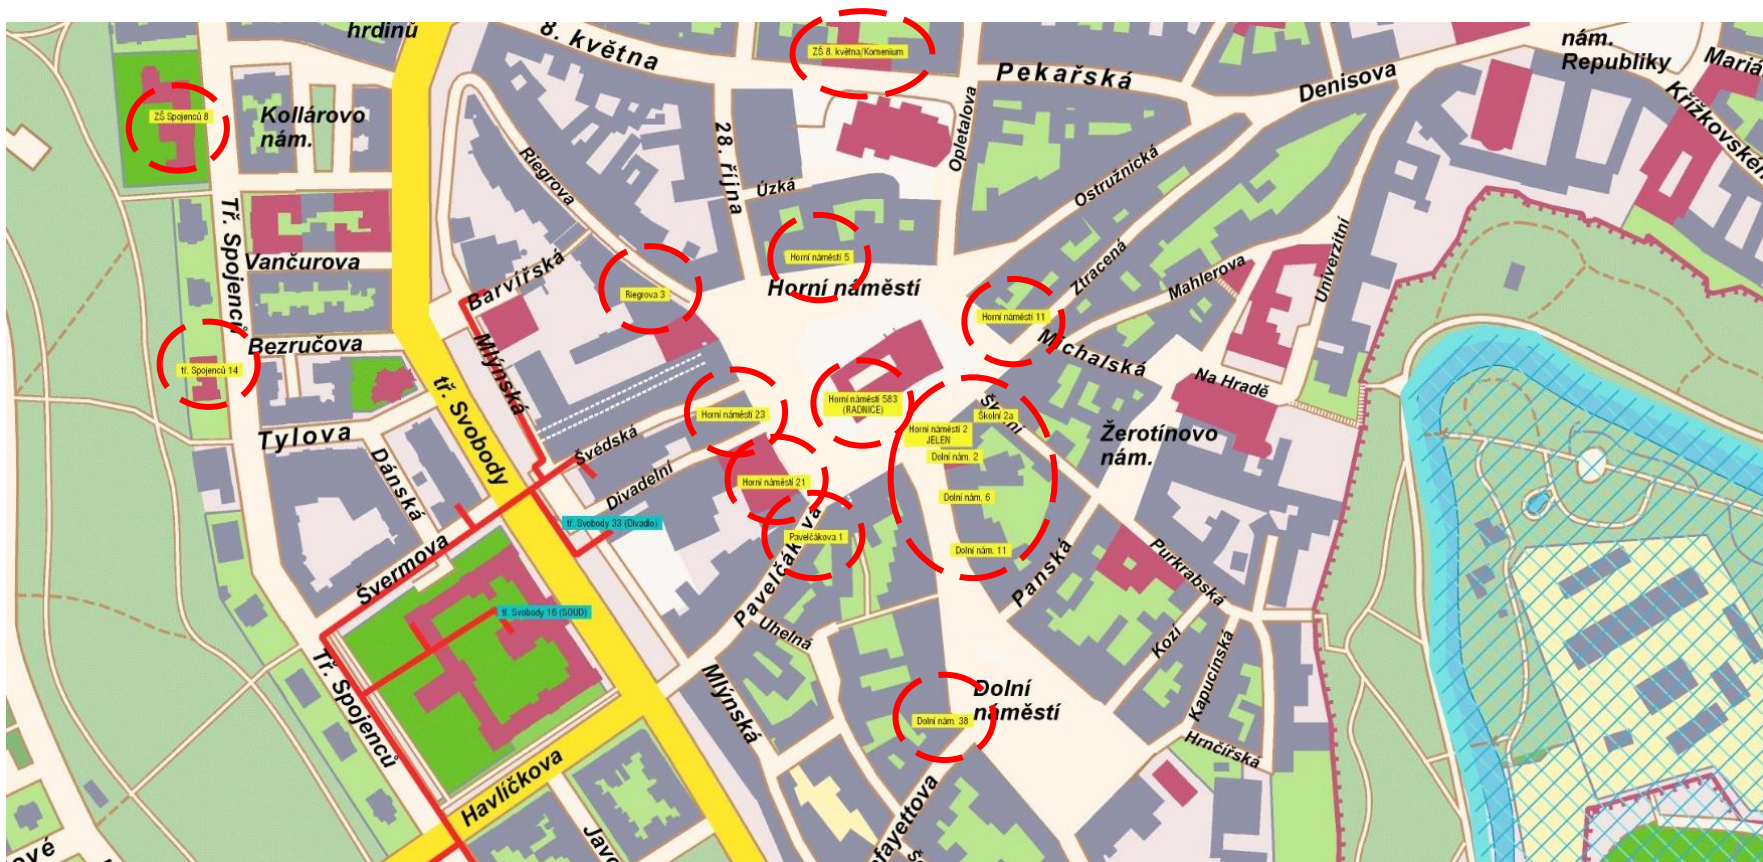 hrdinů
8. května
ZŠ 8. května/Komenium
Pekařská
Denisova
nám.
Republiky
Křížkovského
ZŠ Spojenců 8
Kollárovo
nám.
28. října
Opletalova
Riegrova
Úzká
Ostružnická
Tř. Spojenců
Vančurova
Barvířská
Riegrova 3
Horní náměstí 5
Horní náměstí
Ztracená
Mahlerova
Univerzitní
Horní náměstí 11
Michalská
Bezručova
Mlýnská
tř. Spojenců 14
tř. Svobody
Na Hradě
Horní náměstí 583
(RADNICE)
Horní náměstí 23
Školní 2a
Školní
Horní náměstí 2
JELEN
Žerotínovo
nám.
Tylova
Švédská
Dolní nám. 2
Dánská
Divadelní
Horní náměstí 21
Dolní nám. 6
tř. Svobody 33 (Divadlo)
Pavelčákova 1
Pavelčákova
Dolní nám. 11
Švermova
Panská
Purkrabská
tř. Svobody 16 (SOUD)
Uhelná
Kozí
Kapucínská
Tř. Spojenců
Mlýnská
Dolní
náměstí
Dolní nám. 38
Hrnčířská
Havlíčkova